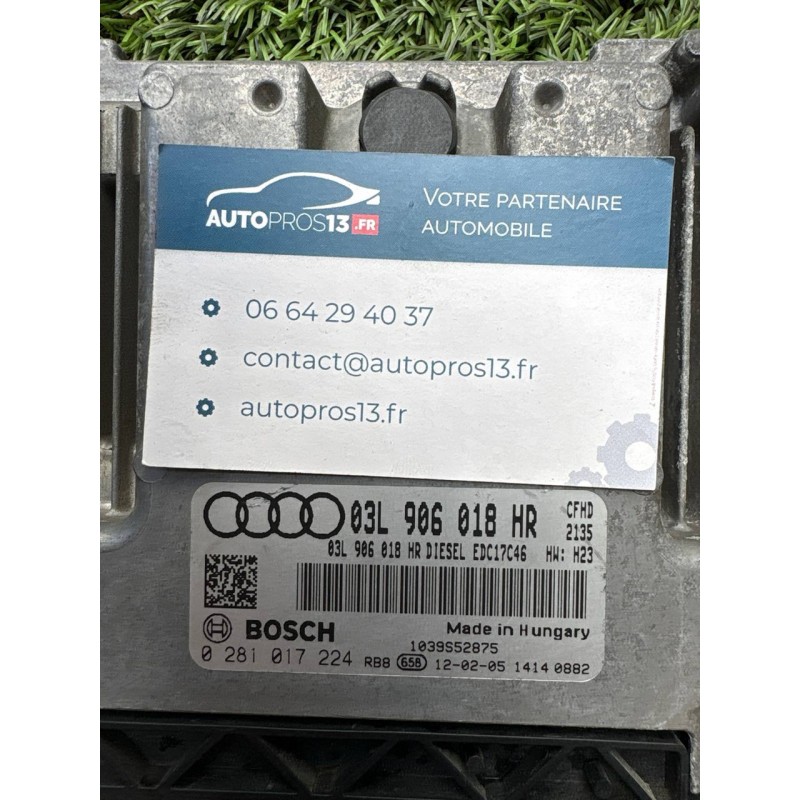 AUTOPROS13.FR
VOTRE PARTENAIRE
AUTOMOBILE
06 64 29 40 37
contact@autopros13.fr
autopros13.fr
03L 906 018 HR CFHD
2135
03L 906 018 HR DIESEL EDC17C46 HW: H23
BOSCH Made in Hungary
1039S52875
0 281 017 224 RB8 658 12-02-05 1414 0882